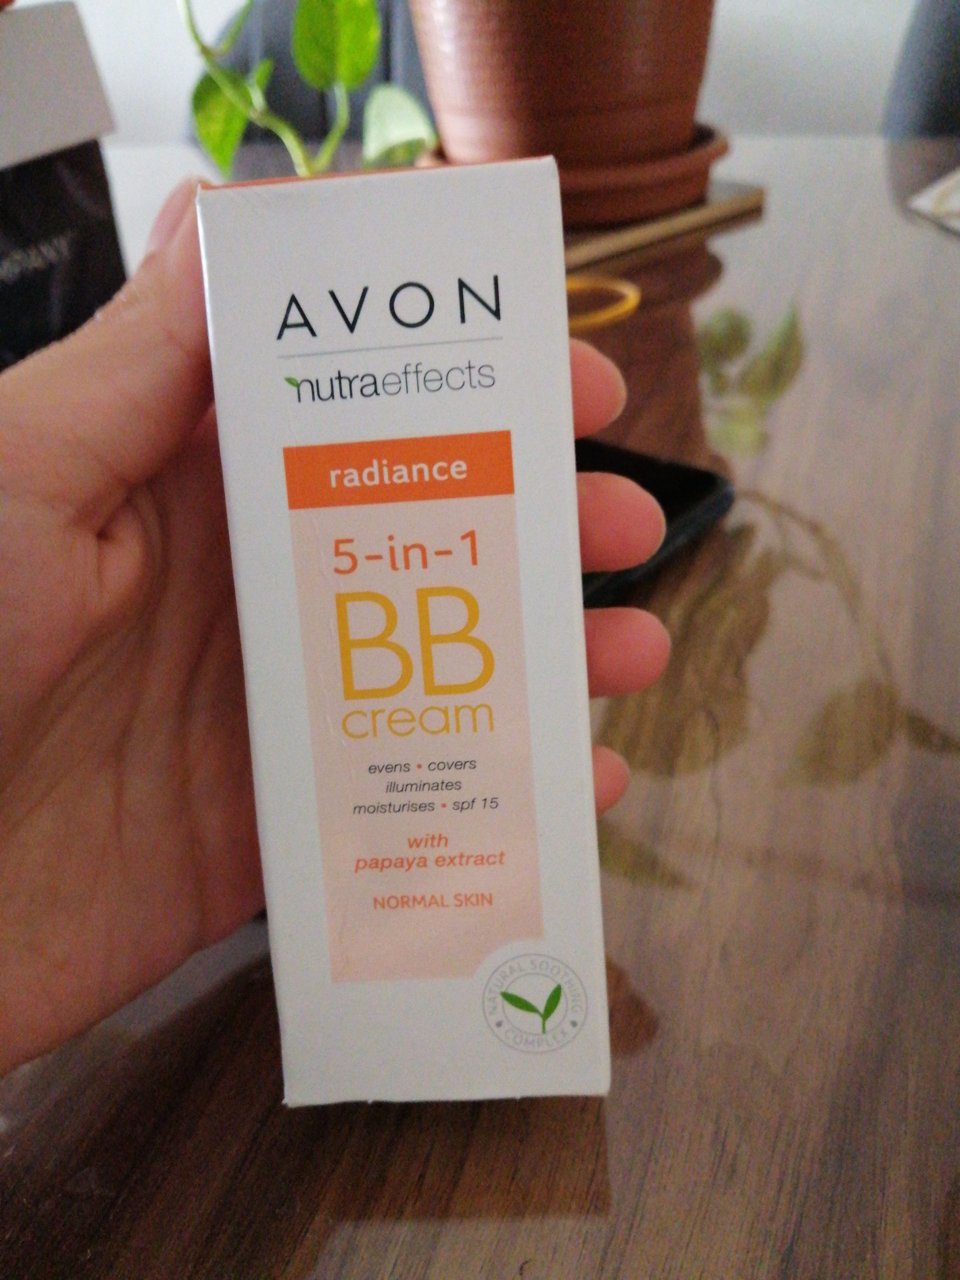 AVON
nutraeffects
radiance
5-in-1
BB
cream
evens • covers
illuminates
moisturises • spf 15
with
papaya extract
NORMAL SKIN
NATURAL SOOTHING
COMPLEX